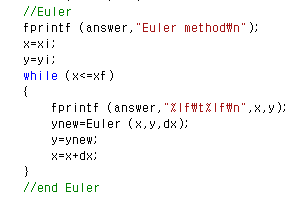 //Euler
fprintf (answer,"Euler method₩n");
x=xi;
y=yi;
while (x<=xf)
{
fprintf (answer,"%lf₩t%lf₩n",x,y);
ynew=Euler (x,y,dx);
y=ynew;
x=x+dx;
}
//end Euler